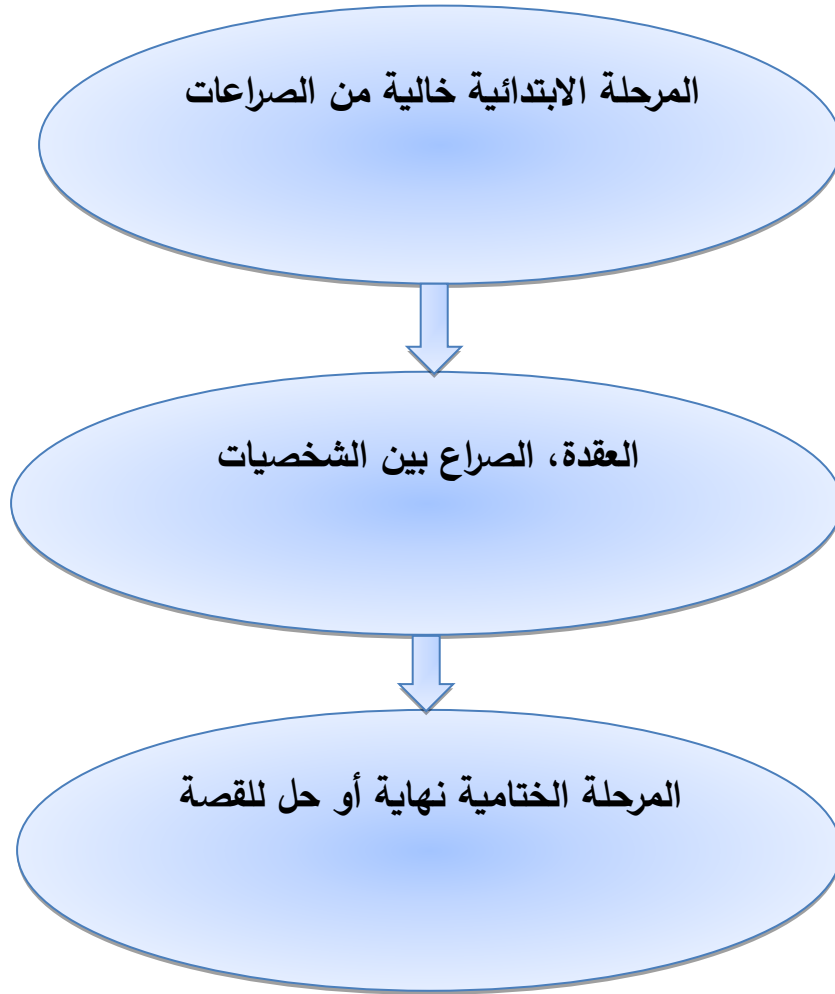 المرحلة الابتدائية خالية من الصراعات
العقدة، الصراع بين الشخصيات
المرحلة الختامية نهاية أو حل للقصة